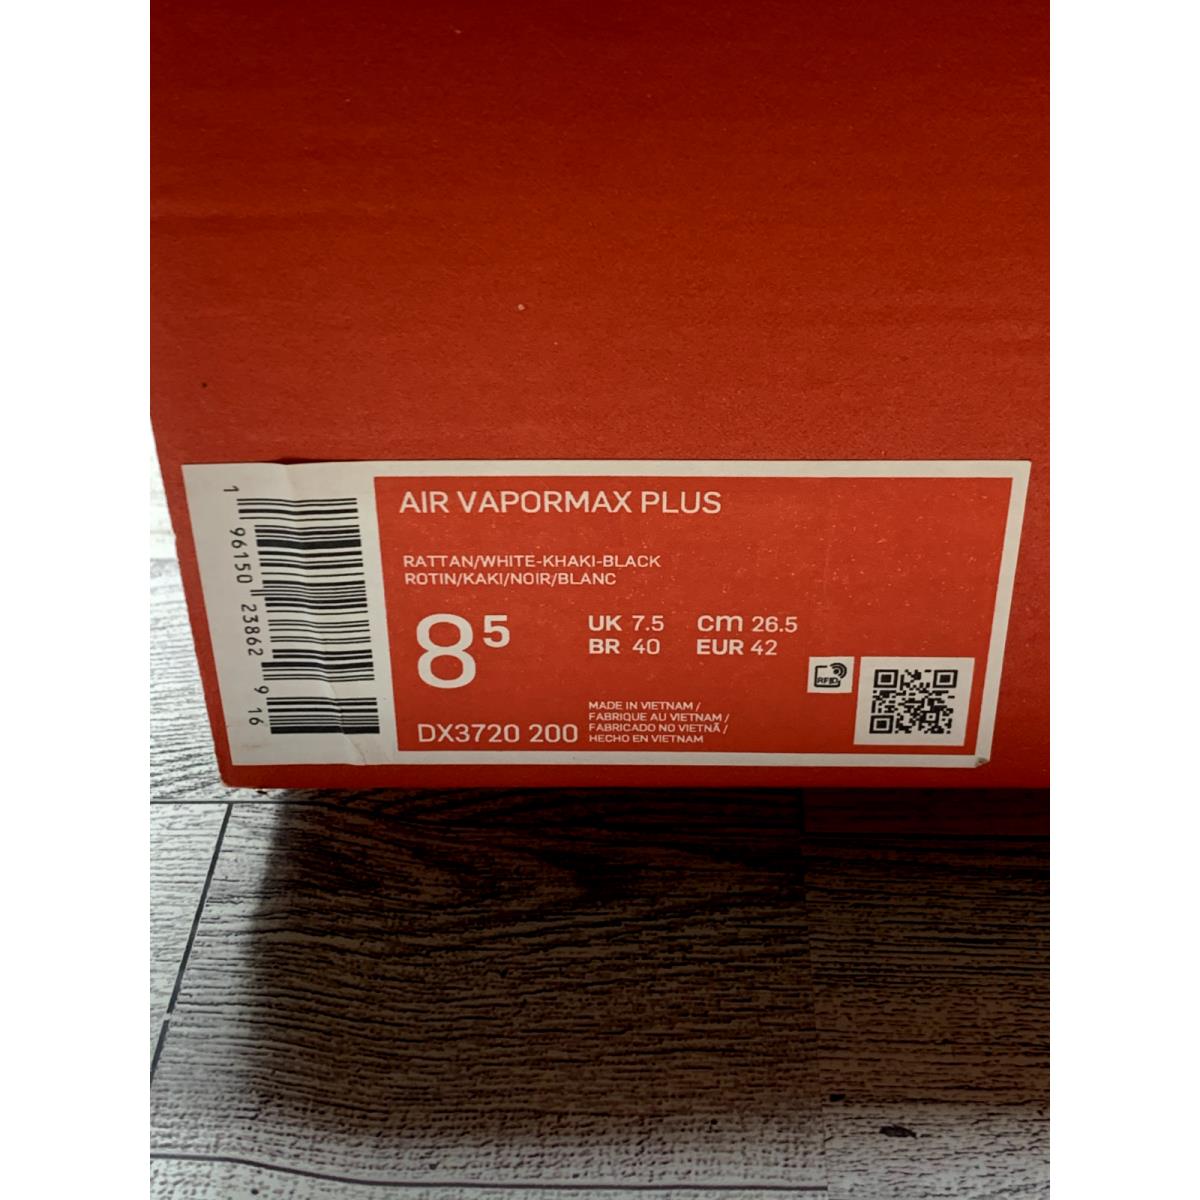 AIR VAPORMAX PLUS
RATTAN/WHITE-KHAKI-BLACK
ROTIN/KAKI/NOIR/BLANC
8⁵
UK 7.5 cm 26.5
BR 40 EUR 42
RFID
DX3720 200
MADE IN VIETNAM /
FABRIQUE AU VIETNAM /
FABRICADO NO VIETNÃ /
HECHO EN VIETNAM
1 96150 23862 9 16